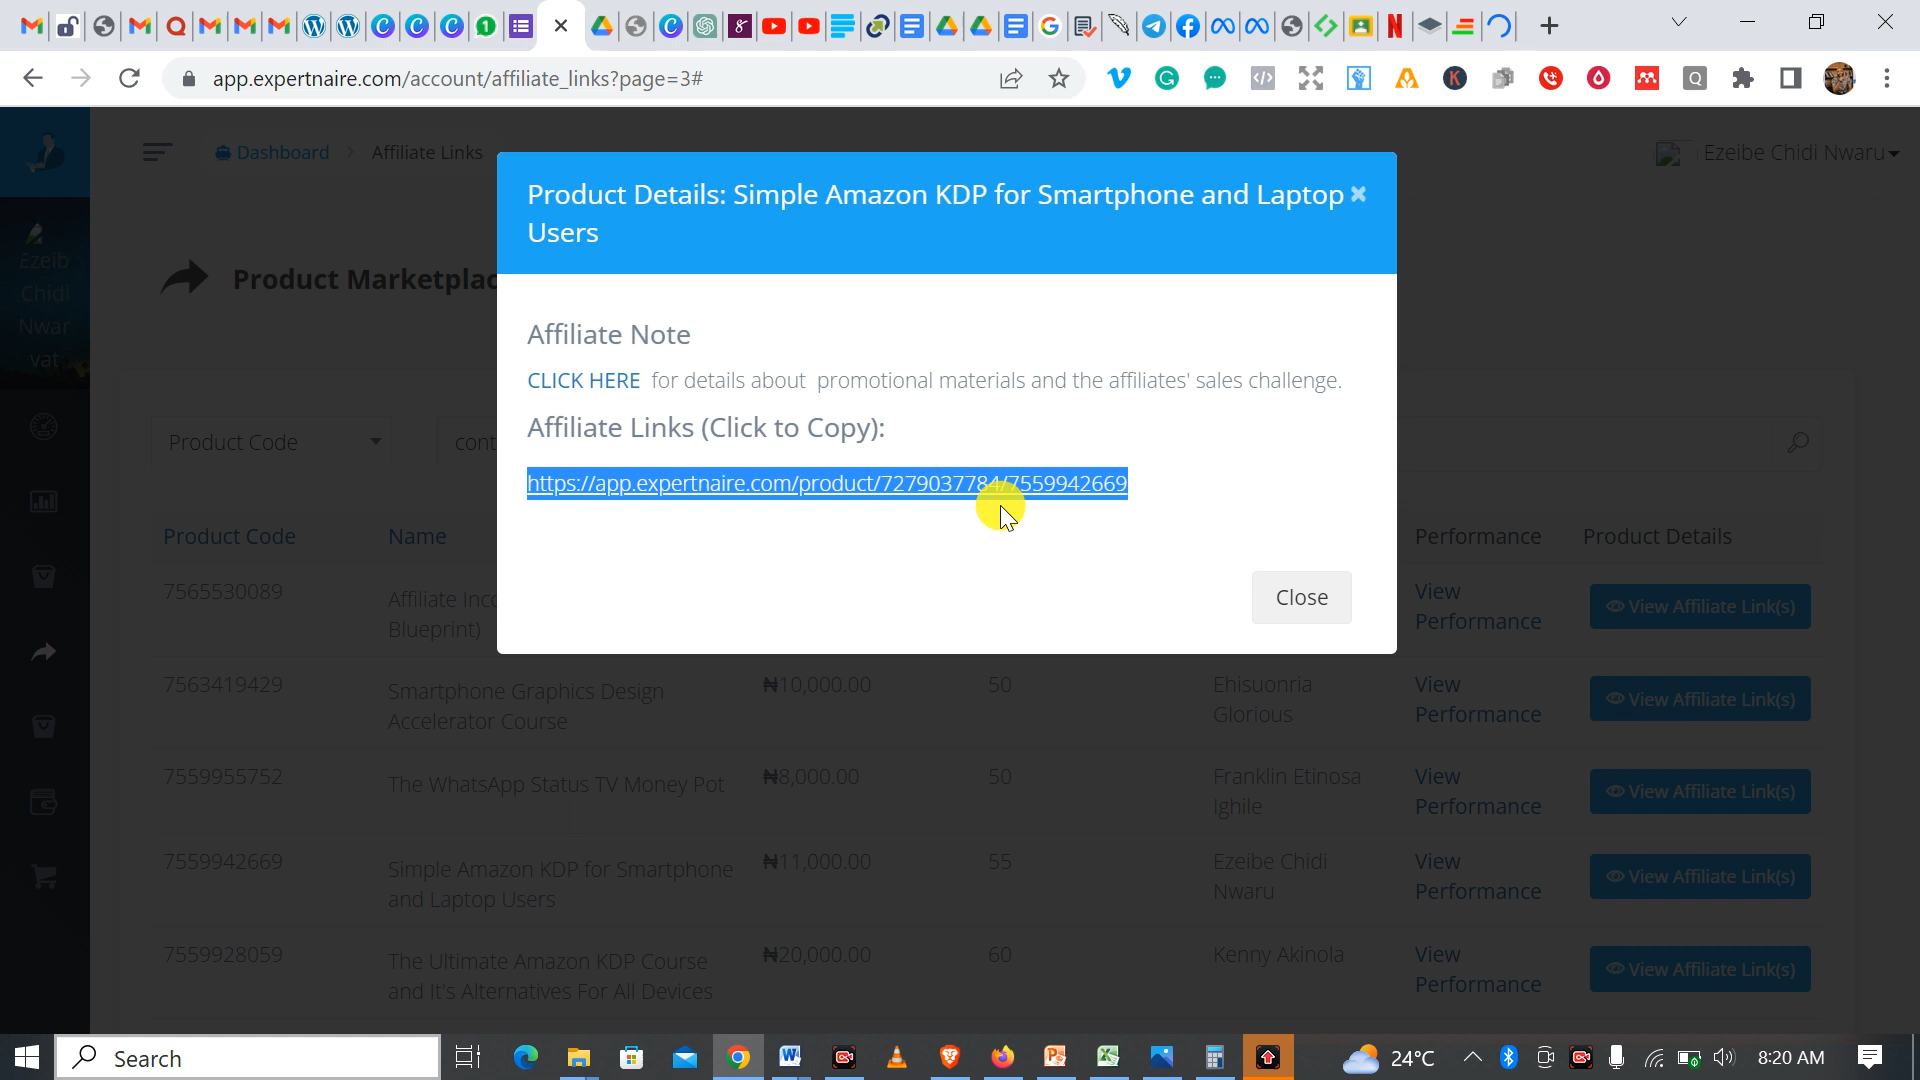 app.expertnaire.com/account/affiliate_links?page=3#
Dashboard > Affiliate Links
Ezeibe Chidi Nwaru
Product Details: Simple Amazon KDP for Smartphone and Laptop
Users
Ezeib
Chidi
Nwar
vat
Product Marketplac
Affiliate Note
CLICK HERE for details about promotional materials and the affiliates' sales challenge.
Affiliate Links (Click to Copy):
Product Code
cont
https://app.expertnaire.com/product/7279037784/7559942669
Close
Product Code Name Performance Product Details
7565530089 Affiliate Inco View View Affiliate Link(s)
Blueprint) Performance
7563419429 Smartphone Graphics Design ₦10,000.00 50 Ehisuonria View View Affiliate Link(s)
Accelerator Course Glorious Performance
7559955752 The WhatsApp Status TV Money Pot ₦8,000.00 50 Franklin Etinosa View View Affiliate Link(s)
Ighile Performance
7559942669 Simple Amazon KDP for Smartphone ₦11,000.00 55 Ezeibe Chidi View View Affiliate Link(s)
and Laptop Users Nwaru Performance
7559928059 The Ultimate Amazon KDP Course ₦20,000.00 60 Kenny Akinola View View Affiliate Link(s)
and It's Alternatives For All Devices Performance
Search
24°C
8:20 AM